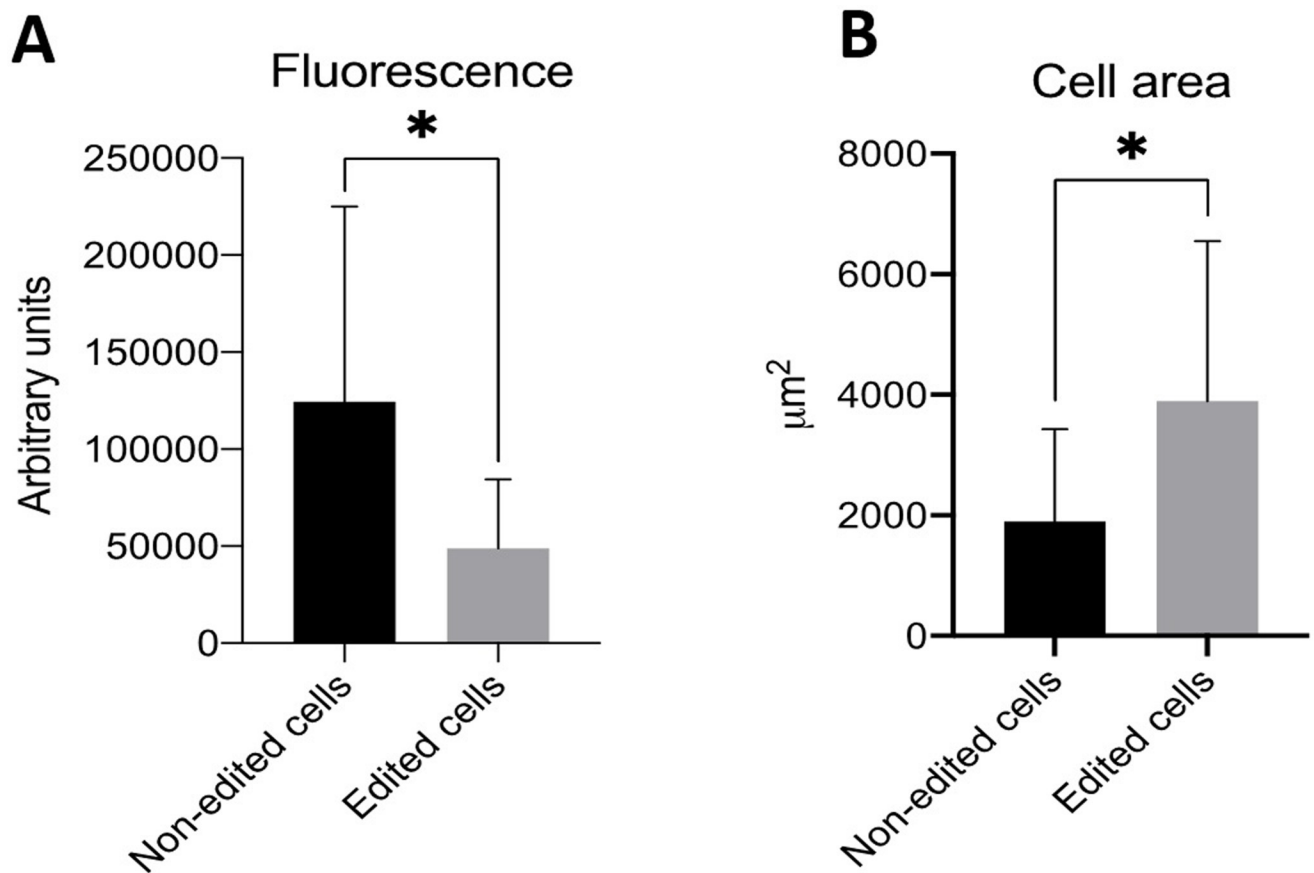 A
Fluorescence
*
250000
200000
150000
100000
50000
0
Arbitrary units
Non-edited cells
Edited cells
B
Cell area
*
8000
6000
4000
2000
0
μm²
Non-edited cells
Edited cells